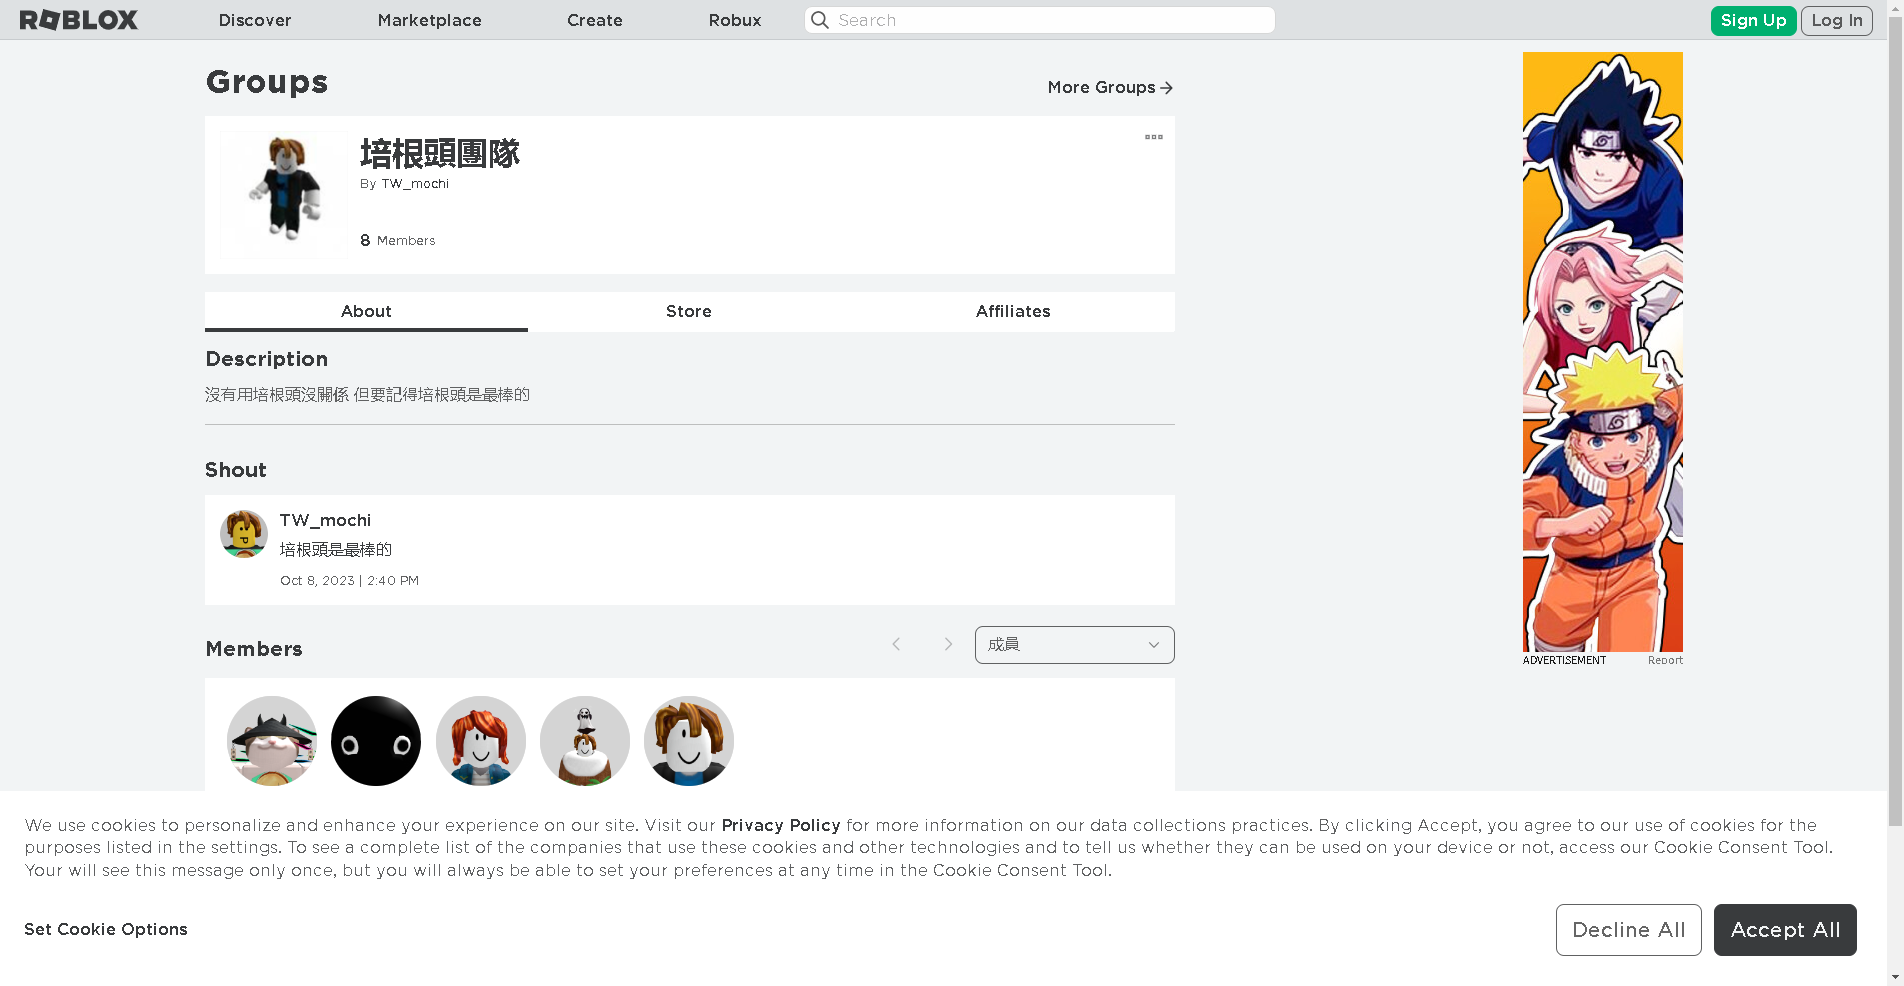 ROBLOX
Discover
Marketplace
Create
Robux
Search
Sign Up
Log In
Groups
More Groups
培根頭團隊
By TW_mochi
8 Members
About
Store
Affiliates
Description
沒有用培根頭沒關係 但要記得培根頭是最棒的
Shout
TW_mochi
培根頭是最棒的
Oct 8, 2023 | 2:40 PM
Members
成員
ADVERTISEMENT
Report
We use cookies to personalize and enhance your experience on our site. Visit our Privacy Policy for more information on our data collections practices. By clicking Accept, you agree to our use of cookies for the
purposes listed in the settings. To see a complete list of the companies that use these cookies and other technologies and to tell us whether they can be used on your device or not, access our Cookie Consent Tool.
Your will see this message only once, but you will always be able to set your preferences at any time in the Cookie Consent Tool.
Set Cookie Options
Decline All
Accept All